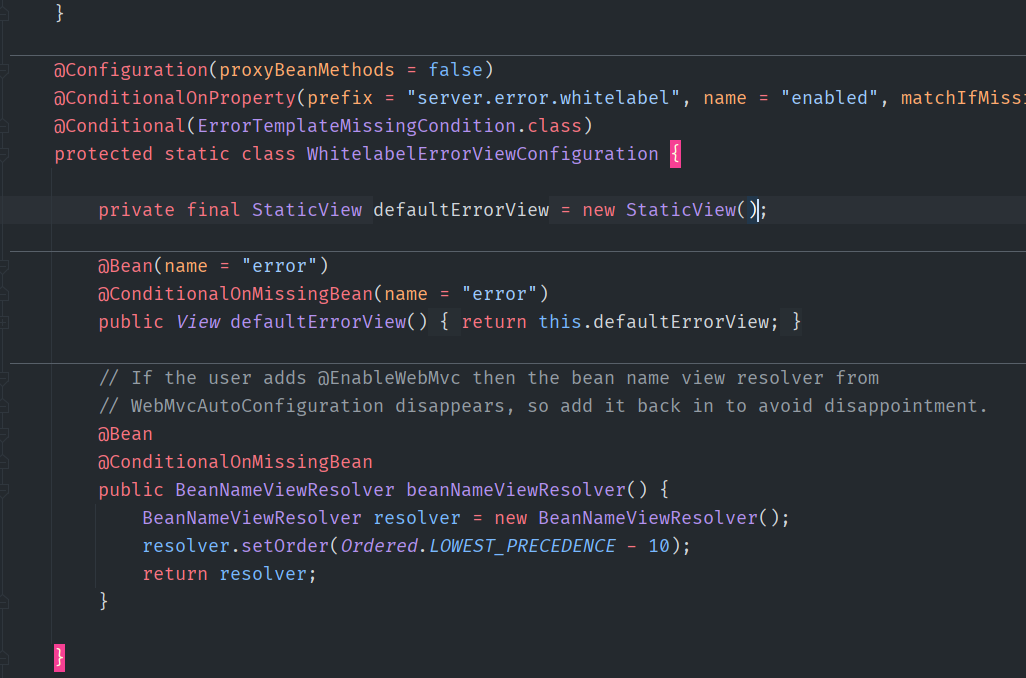 }
@Configuration(proxyBeanMethods = false)
@ConditionalOnProperty(prefix = "server.error.whitelabel", name = "enabled", matchIfMiss
@Conditional(ErrorTemplateMissingCondition.class)
protected static class WhitelabelErrorViewConfiguration {
private final StaticView defaultErrorView = new StaticView();
@Bean(name = "error")
@ConditionalOnMissingBean(name = "error")
public View defaultErrorView() { return this.defaultErrorView; }
// If the user adds @EnableWebMvc then the bean name view resolver from
// WebMvcAutoConfiguration disappears, so add it back in to avoid disappointment.
@Bean
@ConditionalOnMissingBean
public BeanNameViewResolver beanNameViewResolver() {
BeanNameViewResolver resolver = new BeanNameViewResolver();
resolver.setOrder(Ordered.LOWEST_PRECEDENCE - 10);
return resolver;
}
}